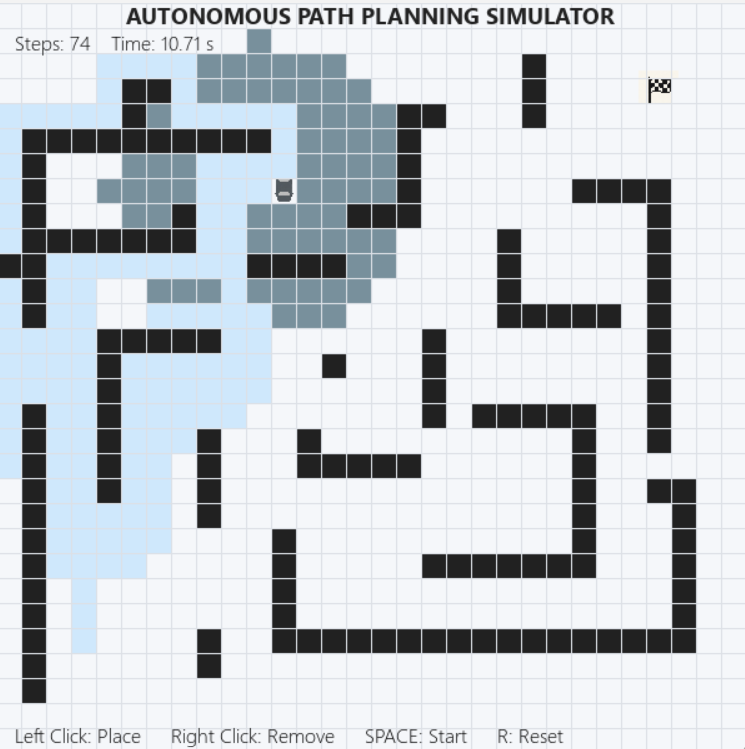 AUTONOMOUS PATH PLANNING SIMULATOR
Steps: 74 Time: 10.71 s
Left Click: Place Right Click: Remove SPACE: Start R: Reset